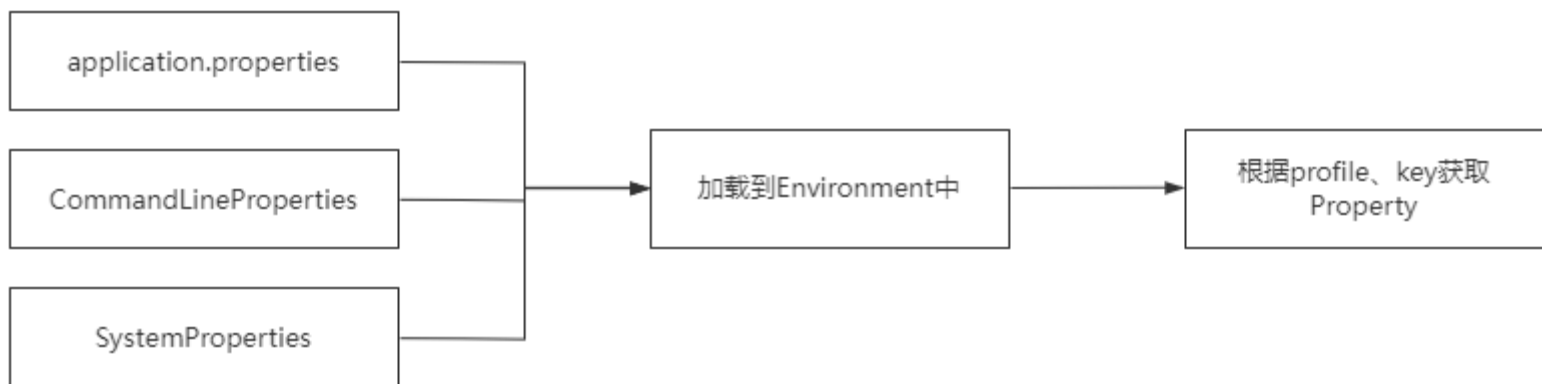 application.properties
CommandLineProperties
SystemProperties
加载到Environment中
根据profile、key获取
Property